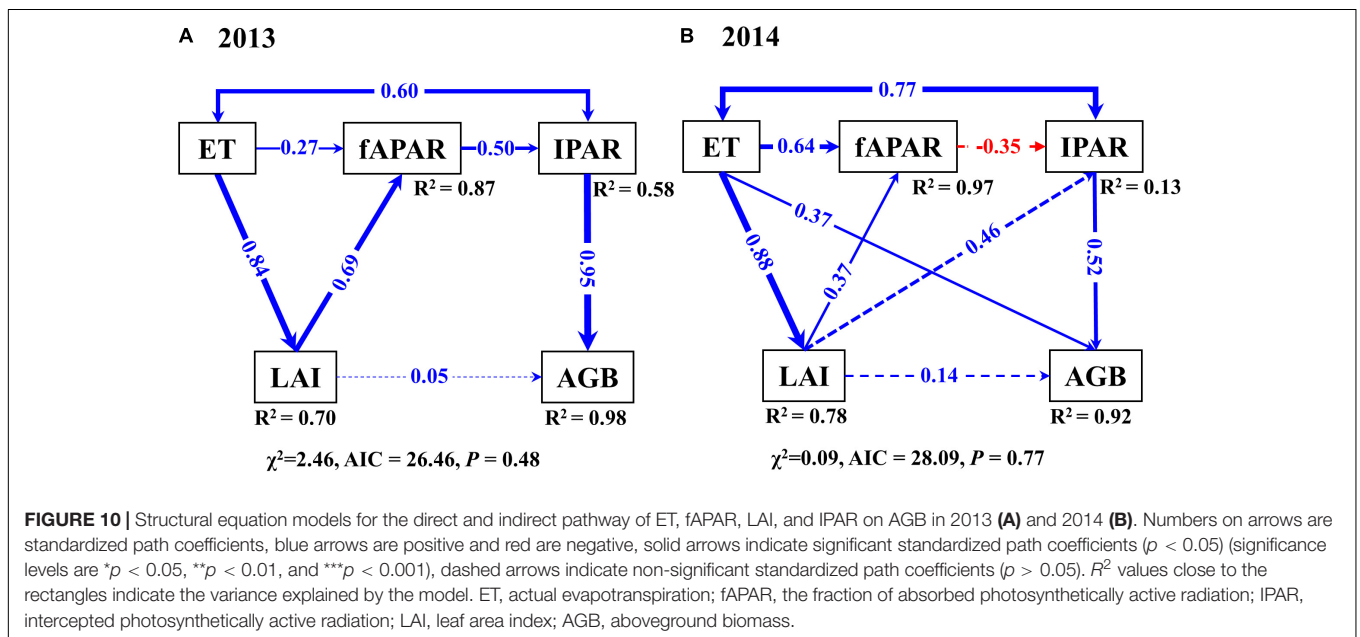 A 2013
0.60
ET
0.27
fAPAR
0.50
IPAR
R² = 0.87
R² = 0.58
0.84
0.69
0.95
LAI
0.05
AGB
R² = 0.70
R² = 0.98
χ²=2.46, AIC = 26.46, P = 0.48
B 2014
0.77
ET
0.64
fAPAR
-0.35
IPAR
R² = 0.97
R² = 0.13
0.37
0.88
0.37
0.46
0.52
LAI
0.14
AGB
R² = 0.78
R² = 0.92
χ²=0.09, AIC = 28.09, P = 0.77
FIGURE 10 | Structural equation models for the direct and indirect pathway of ET, fAPAR, LAI, and IPAR on AGB in 2013 (A) and 2014 (B). Numbers on arrows are
standardized path coefficients, blue arrows are positive and red are negative, solid arrows indicate significant standardized path coefficients (p < 0.05) (significance
levels are *p < 0.05, **p < 0.01, and ***p < 0.001), dashed arrows indicate non-significant standardized path coefficients (p > 0.05). R² values close to the
rectangles indicate the variance explained by the model. ET, actual evapotranspiration; fAPAR, the fraction of absorbed photosynthetically active radiation; IPAR,
intercepted photosynthetically active radiation; LAI, leaf area index; AGB, aboveground biomass.